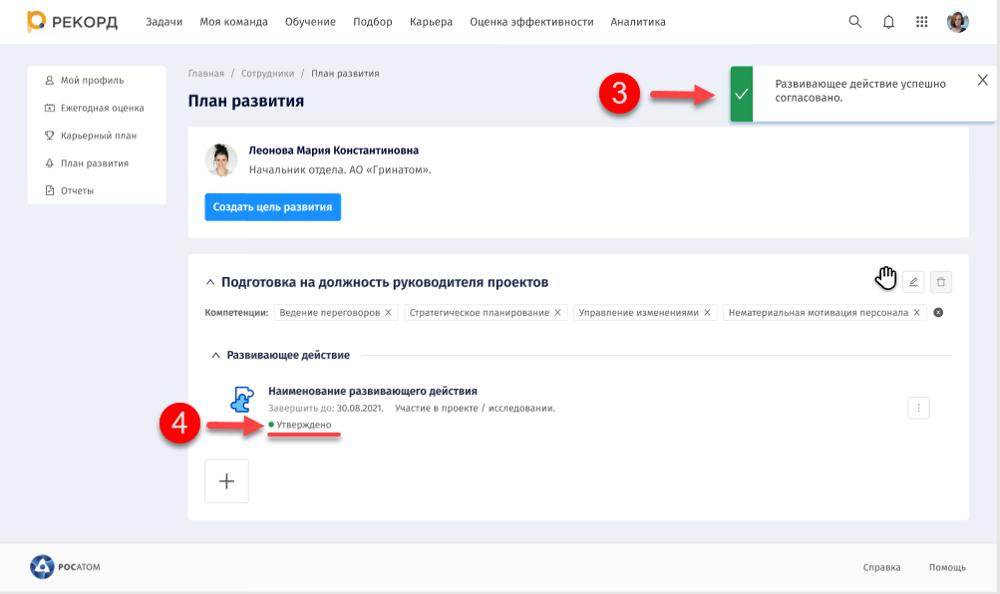 РЕКОРД Задачи Моя команда Обучение Подбор Карьера Оценка эффективности Аналитика
Мой профиль
Ежегодная оценка
Карьерный план
План развития
Отчеты
Главная / Сотрудники / План развития
План развития
3
Развивающее действие успешно
согласовано.
Леонова Мария Константиновна
Начальник отдела. АО «Гринатом».
Создать цель развития
Подготовка на должность руководителя проектов
Компетенции: Ведение переговоров Стратегическое планирование Управление изменениями Нематериальная мотивация персонала
Развивающее действие
Наименование развивающего действия
Завершить до: 30.08.2021. Участие в проекте / исследовании.
4
Утверждено
РОСАТОМ
Справка Помощь